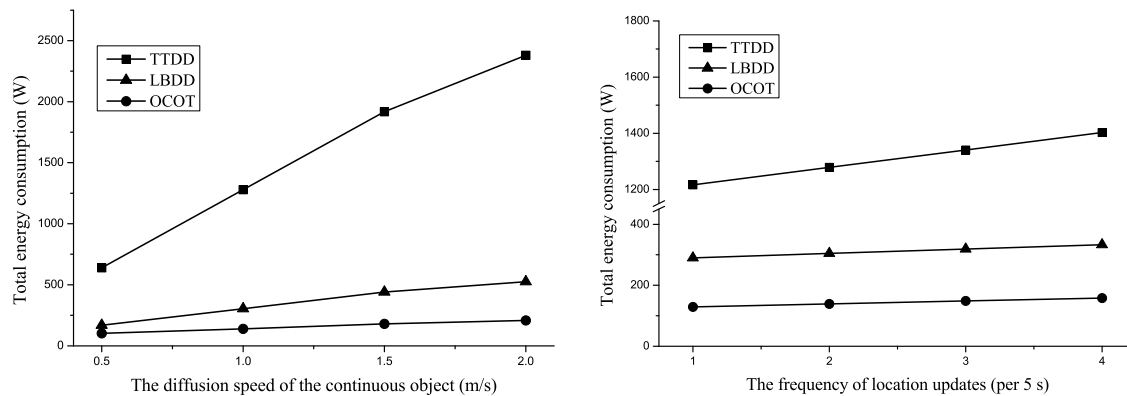 Total energy consumption (W)
2500
2000
1500
1000
500
0
TTDD
LBDD
OCOT
0.5 1.0 1.5 2.0
The diffusion speed of the continuous object (m/s)
Total energy consumption (W)
1800
1600
1400
1200
400
200
0
TTDD
LBDD
OCOT
1 2 3 4
The frequency of location updates (per 5 s)